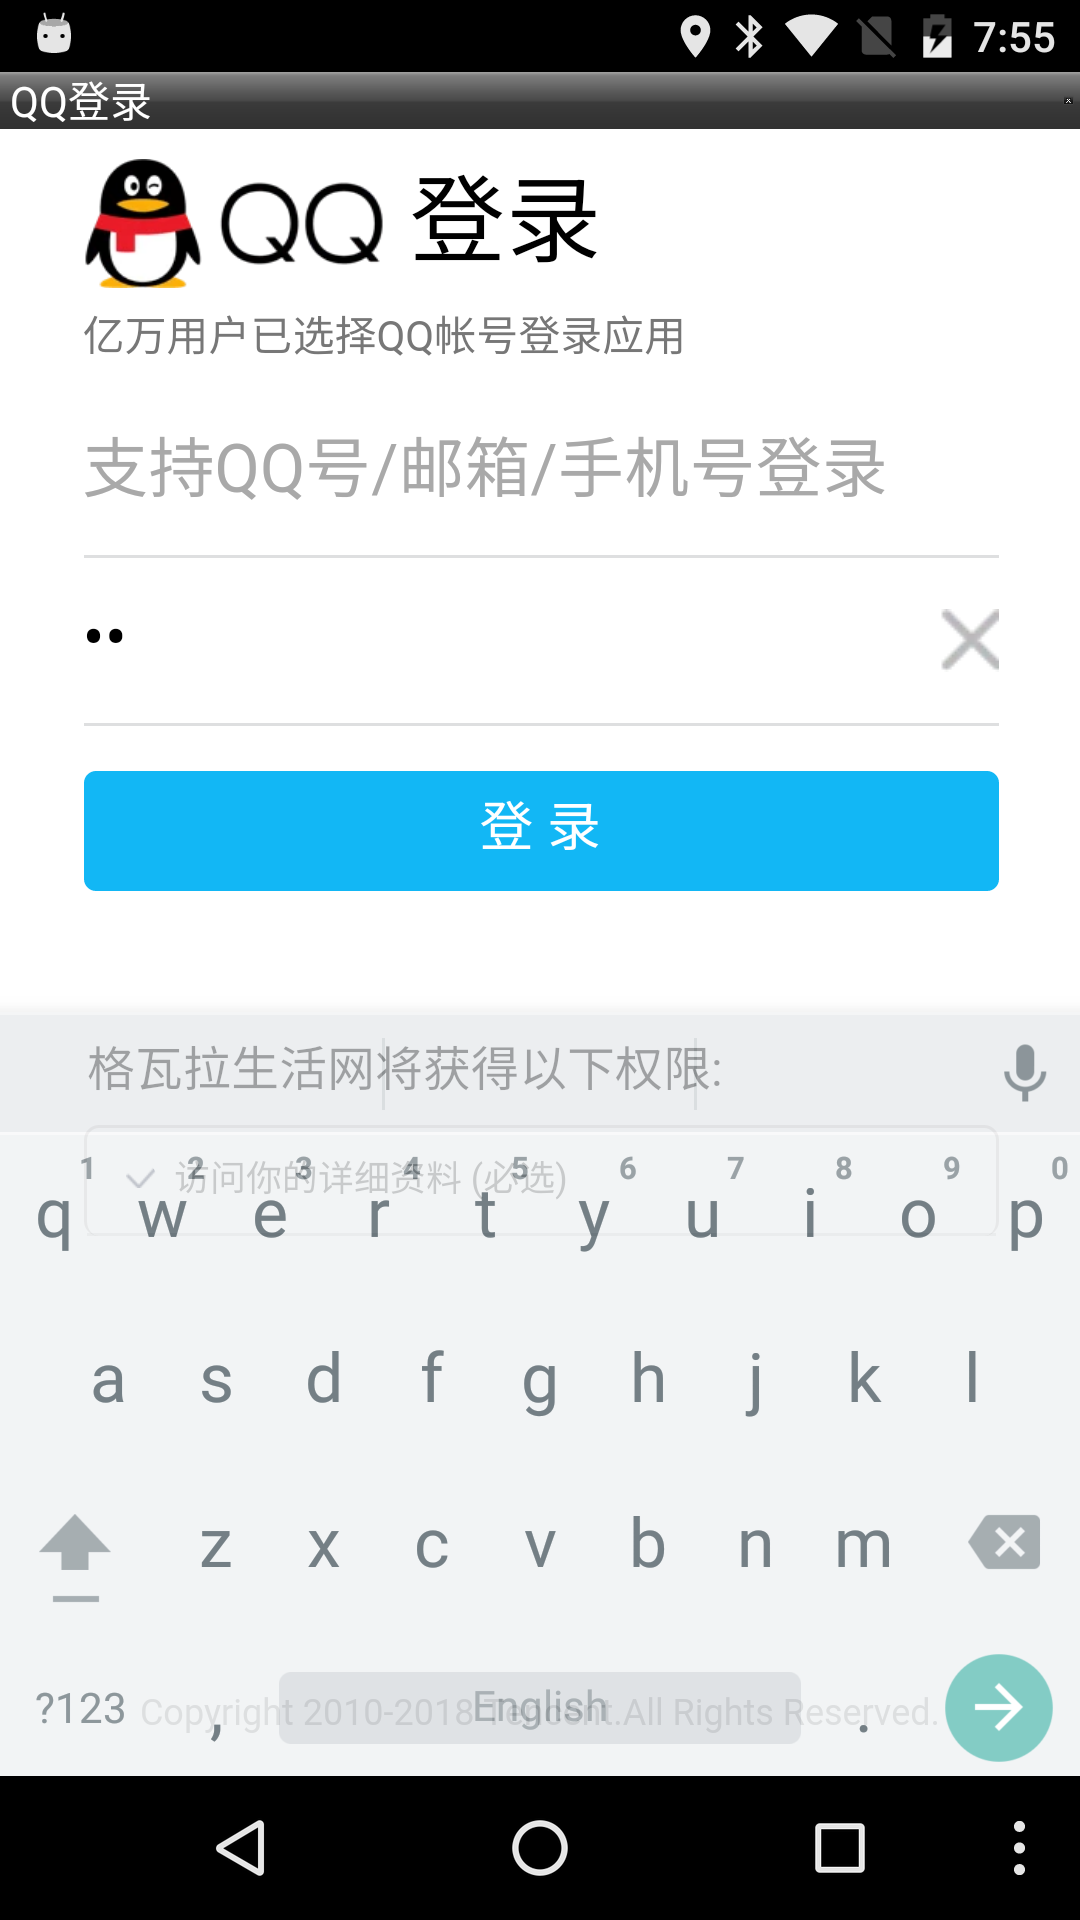 7:55
QQ登录
QQ 登录
亿万用户已选择QQ帐号登录应用
支持QQ号/邮箱/手机号登录
••
登 录
格瓦拉生活网将获得以下权限:
访问你的详细资料 (必选)
1 2 3 4 5 6 7 8 9 0
q w e r t y u i o p
a s d f g h j k l
z x c v b n m
?123 , English .
Copyright 2010-2018 Tencent.All Rights Reserved.